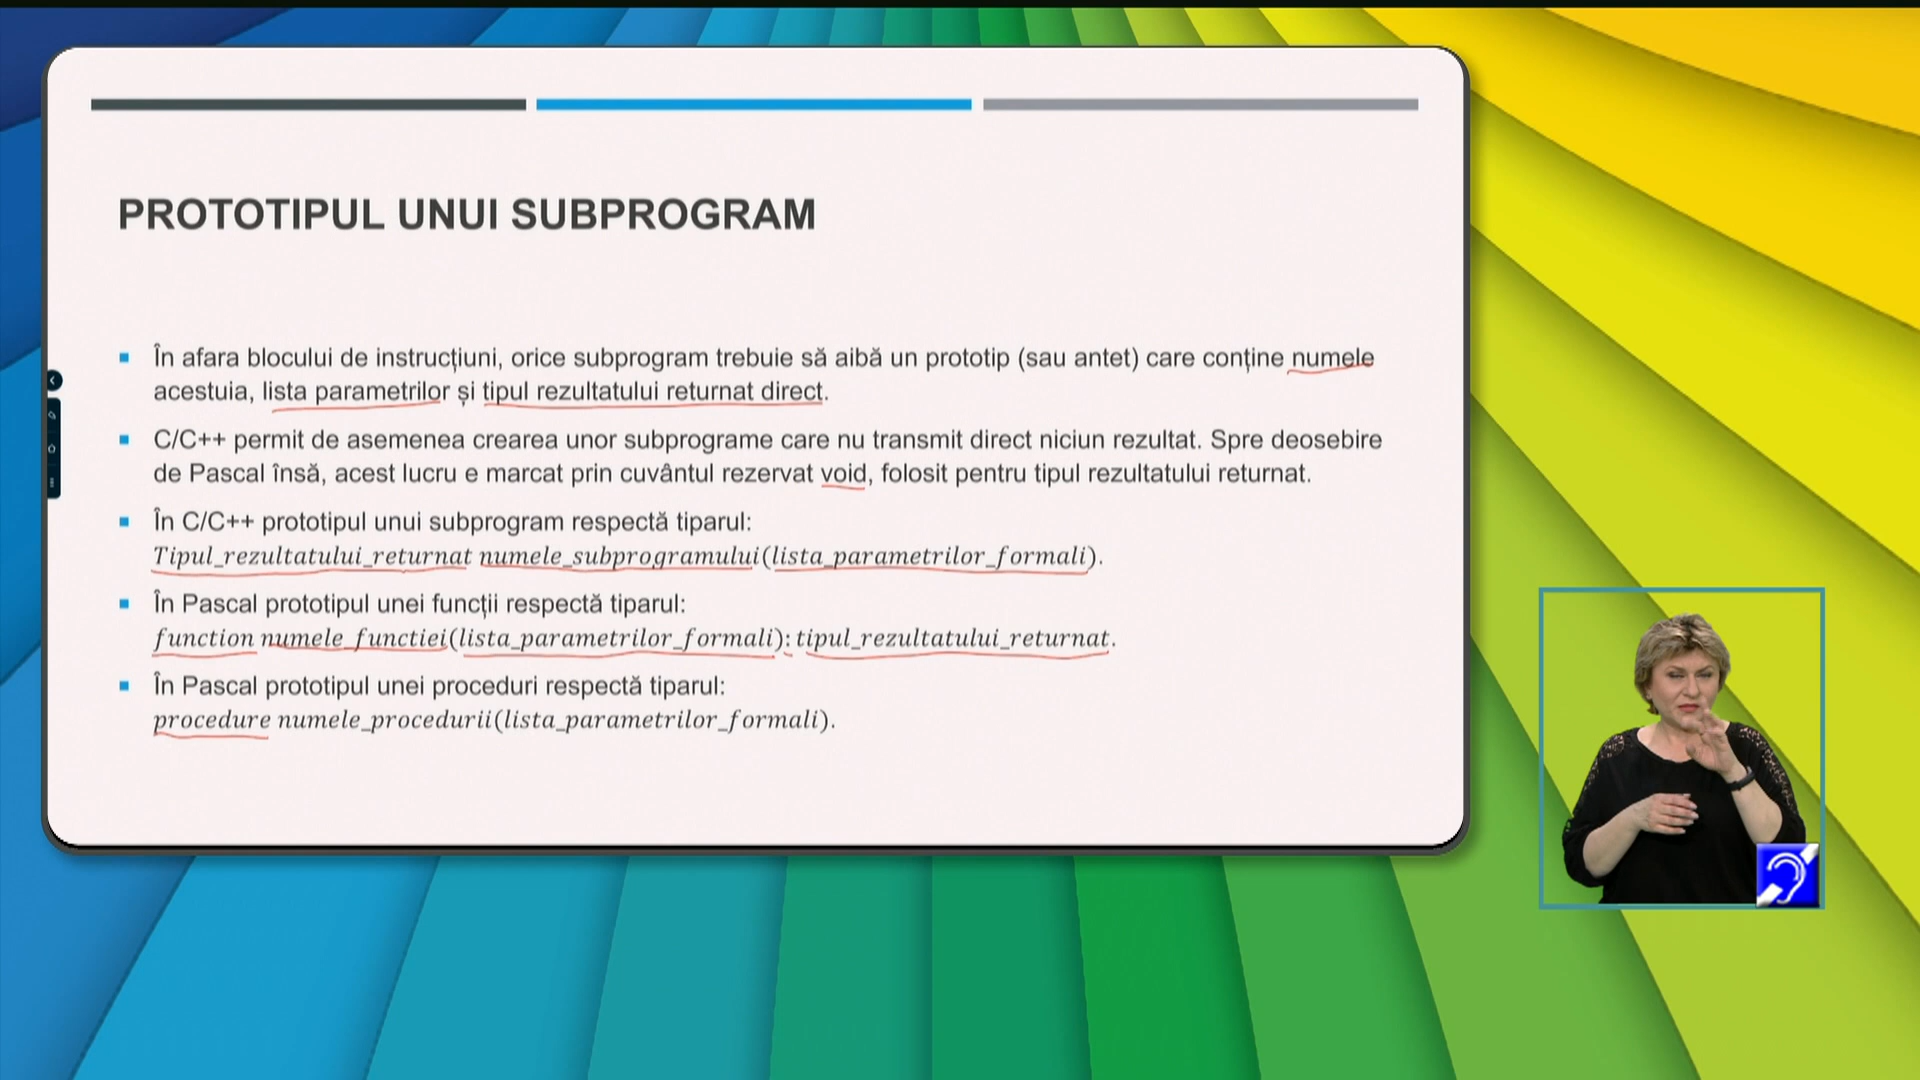 PROTOTIPUL UNUI SUBPROGRAM
În afara blocului de instrucțiuni, orice subprogram trebuie să aibă un prototip (sau antet) care conține numele
acestuia, lista parametrilor și tipul rezultatului returnat direct.
C/C++ permit de asemenea crearea unor subprograme care nu transmit direct niciun rezultat. Spre deosebire
de Pascal însă, acest lucru e marcat prin cuvântul rezervat void, folosit pentru tipul rezultatului returnat.
În C/C++ prototipul unui subprogram respectă tiparul:
Tipul_rezultatului_returnat numele_subprogramului(lista_parametrilor_formali).
În Pascal prototipul unei funcții respectă tiparul:
function numele_functiei(lista_parametrilor_formali): tipul_rezultatului_returnat.
În Pascal prototipul unei proceduri respectă tiparul:
procedure numele_procedurii(lista_parametrilor_formali).